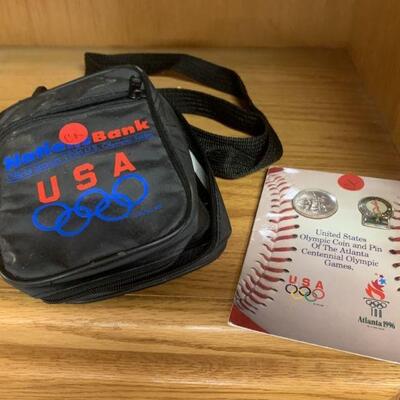 Bank
USA
United States
Olympic Coin and Pin
Of The Atlanta
Centennial Olympic
Games.
USA
Atlanta 1996